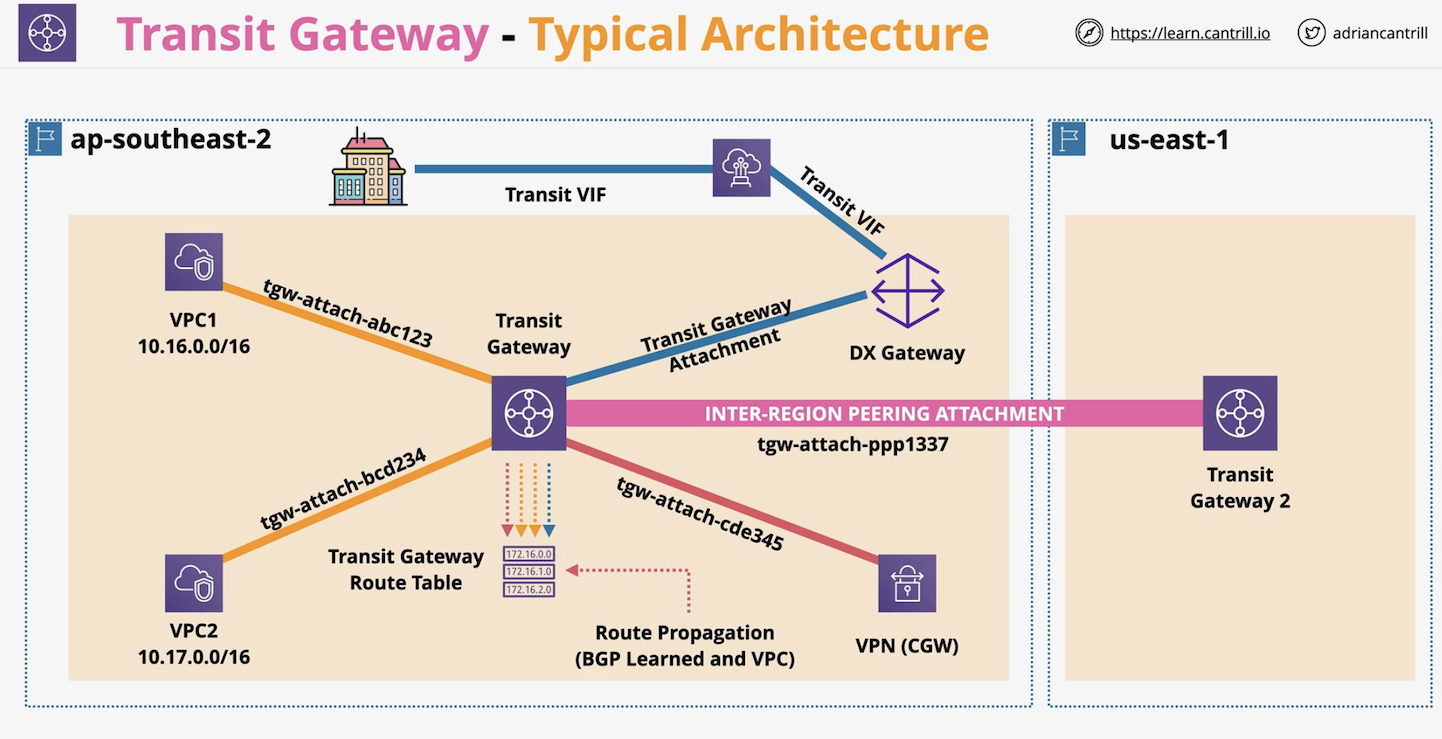 Transit Gateway - Typical Architecture
https://learn.cantrill.io
adriancantrill
ap-southeast-2
us-east-1
Transit VIF
Transit VIF
VPC1
10.16.0.0/16
tgw-attach-abc123
Transit
Gateway
Transit Gateway
Attachment
DX Gateway
INTER-REGION PEERING ATTACHMENT
tgw-attach-ppp1337
Transit
Gateway 2
tgw-attach-bcd234
tgw-attach-cde345
Transit Gateway
Route Table
172.16.0.0
172.16.1.0
172.16.2.0
VPC2
10.17.0.0/16
Route Propagation
(BGP Learned and VPC)
VPN (CGW)